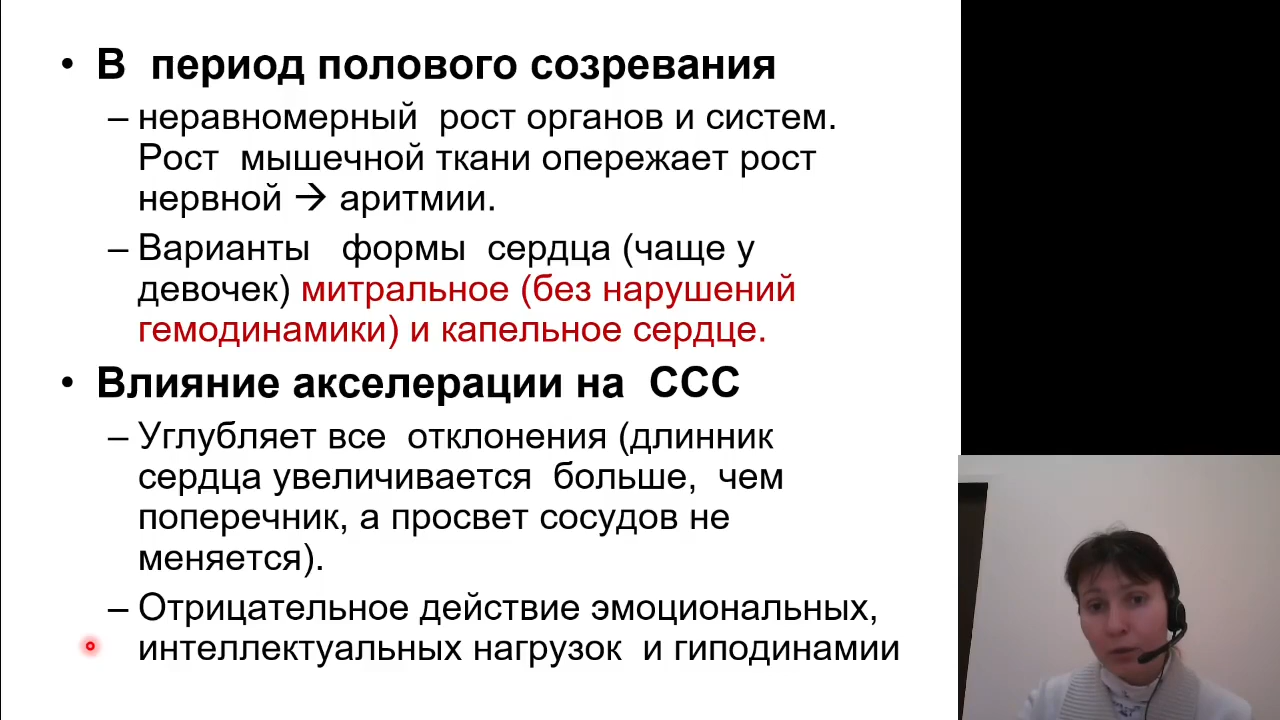 • В период полового созревания
– неравномерный рост органов и систем.
Рост мышечной ткани опережает рост
нервной → аритмии.
– Варианты формы сердца (чаще у
девочек) митральное (без нарушений
гемодинамики) и капельное сердце.
• Влияние акселерации на ССС
– Углубляет все отклонения (длинник
сердца увеличивается больше, чем
поперечник, а просвет сосудов не
меняется).
– Отрицательное действие эмоциональных,
интеллектуальных нагрузок и гиподинамии